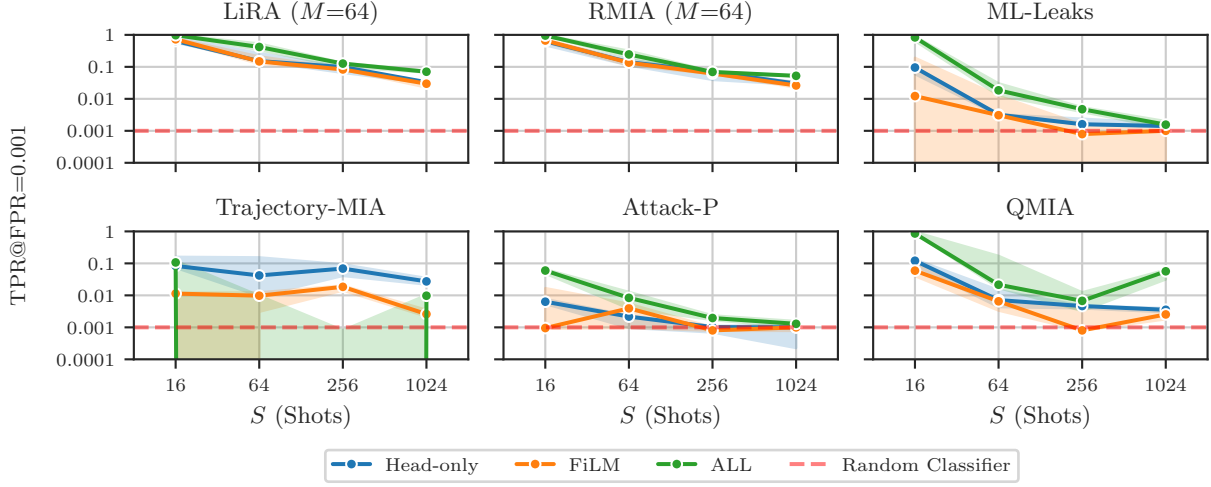 LiRA (M=64) RMIA (M=64) ML-Leaks
1
0.1
0.01
0.001
0.0001
TPR@FPR=0.001
Trajectory-MIA Attack-P QMIA
1
0.1
0.01
0.001
0.0001
16 64 256 1024 16 64 256 1024 16 64 256 1024
S (Shots) S (Shots) S (Shots)
Head-only FiLM ALL Random Classifier